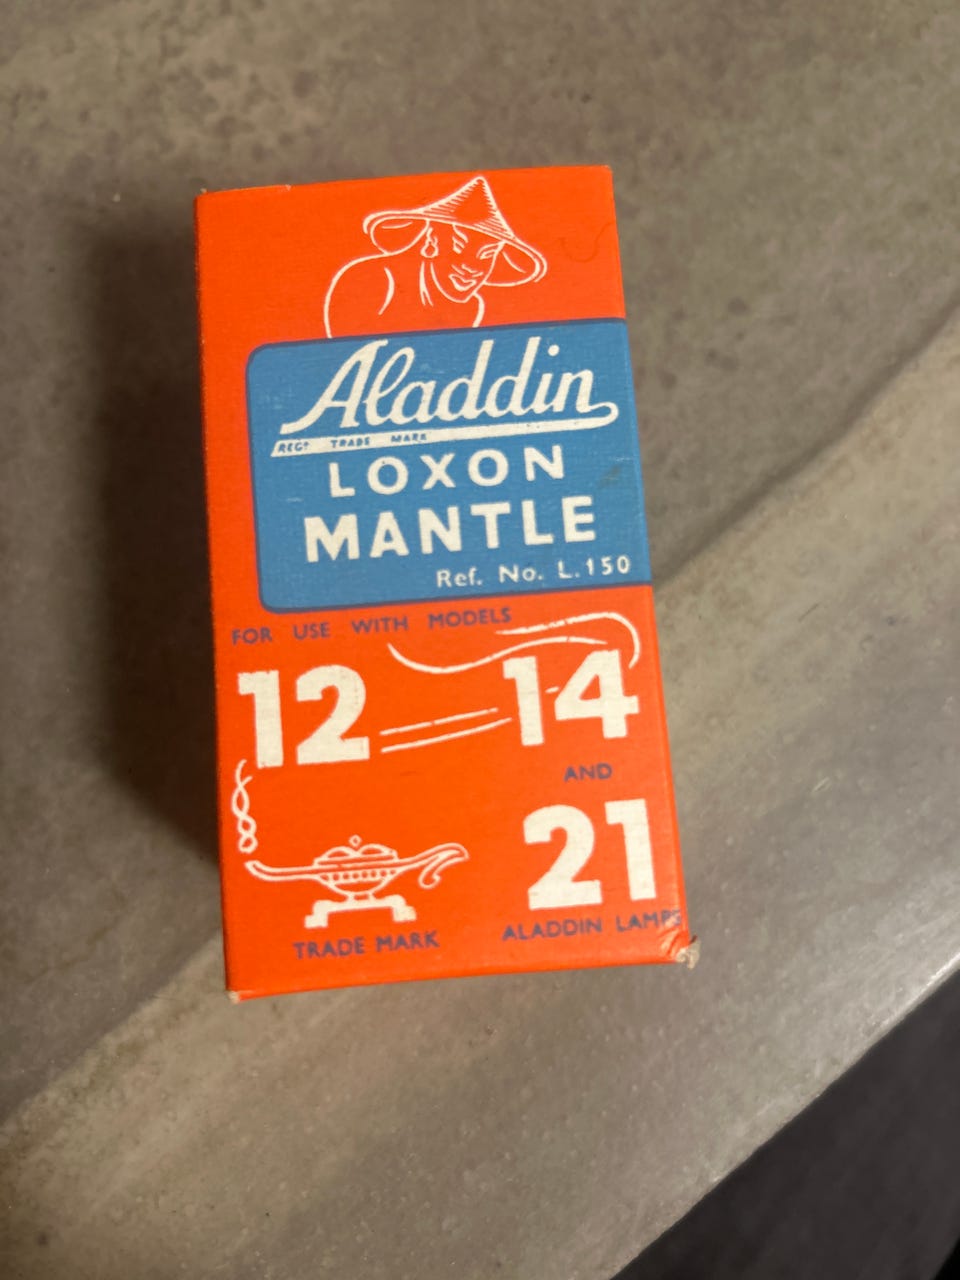 Aladdin
REGD TRADE MARK
LOXON
MANTLE
Ref. No. L.150
FOR USE WITH MODELS
12 14
AND
21
TRADE MARK
ALADDIN LAMPS